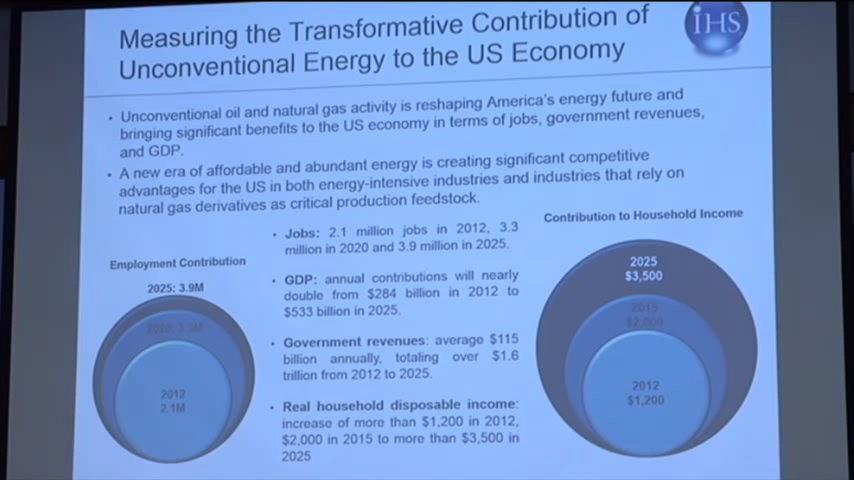 Measuring the Transformative Contribution of
Unconventional Energy to the US Economy
IHS
• Unconventional oil and natural gas activity is reshaping America's energy future and
bringing significant benefits to the US economy in terms of jobs, government revenues,
and GDP.
• A new era of affordable and abundant energy is creating significant competitive
advantages for the US in both energy-intensive industries and industries that rely on
natural gas derivatives as critical production feedstock.
Employment Contribution
2025: 3.9M
2020: 3.3M
2012
2.1M
• Jobs: 2.1 million jobs in 2012, 3.3
million in 2020 and 3.9 million in 2025.
• GDP: annual contributions will nearly
double from $284 billion in 2012 to
$533 billion in 2025.
• Government revenues: average $115
billion annually, totaling over $1.6
trillion from 2012 to 2025.
• Real household disposable income:
increase of more than $1,200 in 2012,
$2,000 in 2015 to more than $3,500 in
2025
Contribution to Household Income
2025
$3,500
2015
$2,000
2012
$1,200